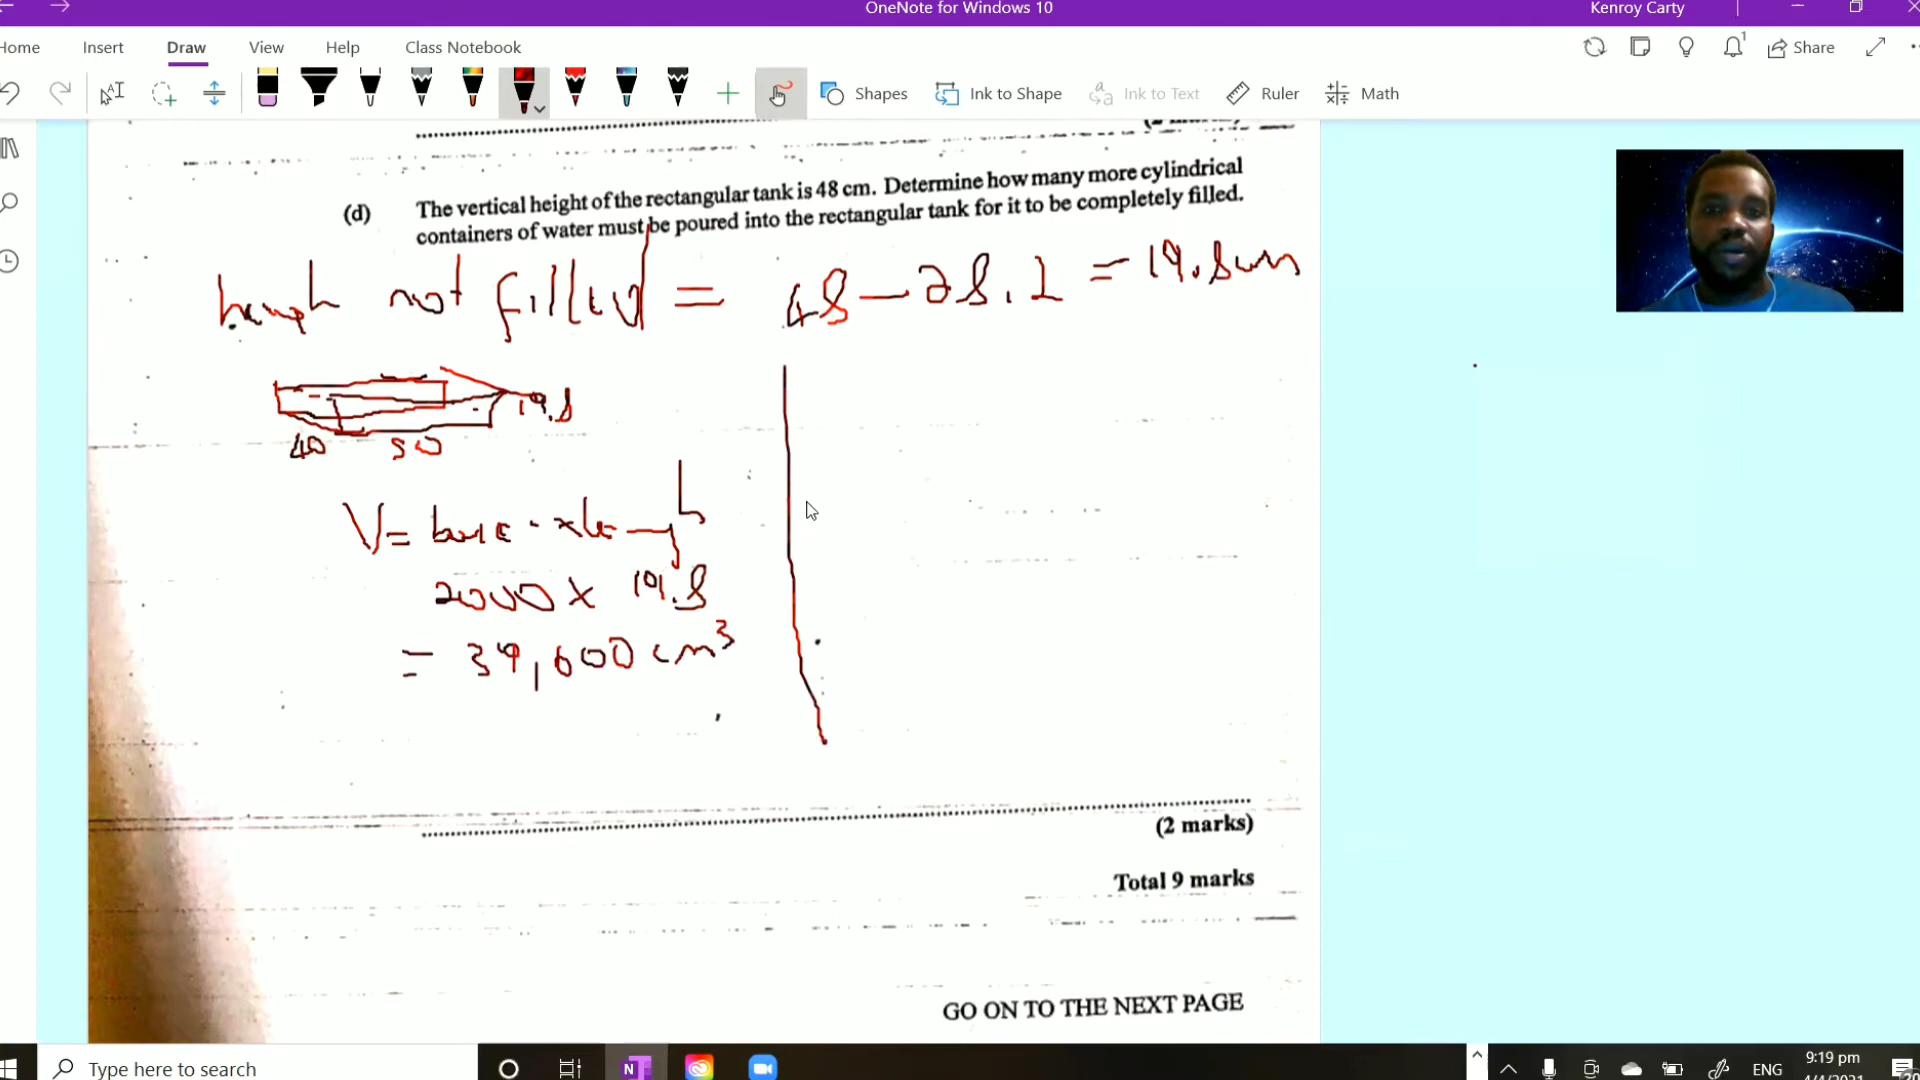 OneNote for Windows 10
Kenroy Carty
Home Insert Draw View Help Class Notebook
Share
Shapes Ink to Shape Ink to Text Ruler Math
(d) The vertical height of the rectangular tank is 48 cm. Determine how many more cylindrical
containers of water must be poured into the rectangular tank for it to be completely filled.
not filled = 48 - 28.2 = 19.8cm
19.8
40 50
V =
2000 x 19.8
= 39,600 cm³
(2 marks)
Total 9 marks
GO ON TO THE NEXT PAGE
Type here to search
ENG
9:19 pm